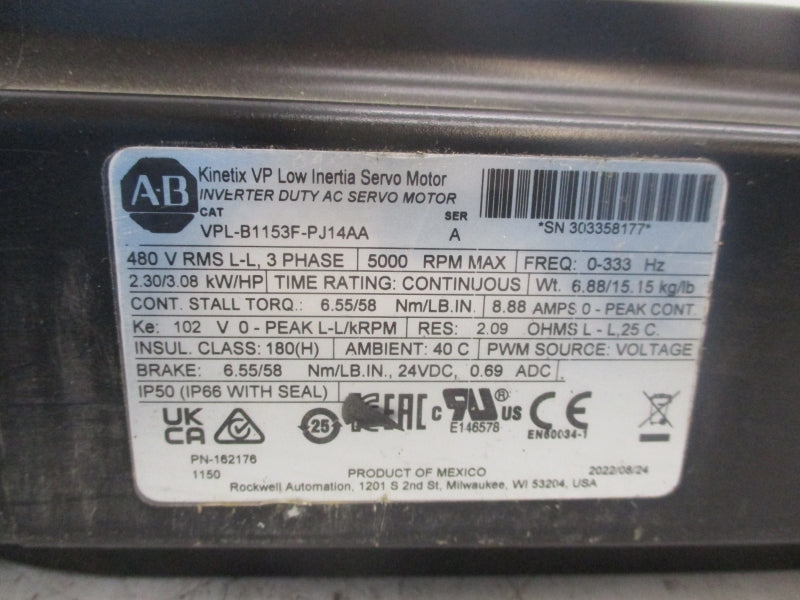 A-B
Kinetix VP Low Inertia Servo Motor
INVERTER DUTY AC SERVO MOTOR
CAT SER
VPL-B1153F-PJ14AA A
*SN 303358177*
480 V RMS L-L, 3 PHASE 5000 RPM MAX FREQ: 0-333 Hz
2.30/3.08 kW/HP TIME RATING: CONTINUOUS Wt. 6.88/15.15 kg/lb
CONT. STALL TORQ.: 6.55/58 Nm/LB.IN. 8.88 AMPS 0 - PEAK CONT.
Ke: 102 V 0 - PEAK L-L/kRPM RES: 2.09 OHMS L - L, 25 C.
INSUL. CLASS: 180(H) AMBIENT: 40 C PWM SOURCE: VOLTAGE
BRAKE: 6.55/58 Nm/LB.IN., 24VDC, 0.69 ADC
IP50 (IP66 WITH SEAL)
UK
CA
25
EAC
c US
®
E146578
CE
EN60034-1
PN-162176
1150
PRODUCT OF MEXICO
2022/08/24
Rockwell Automation, 1201 S 2nd St, Milwaukee, WI 53204, USA